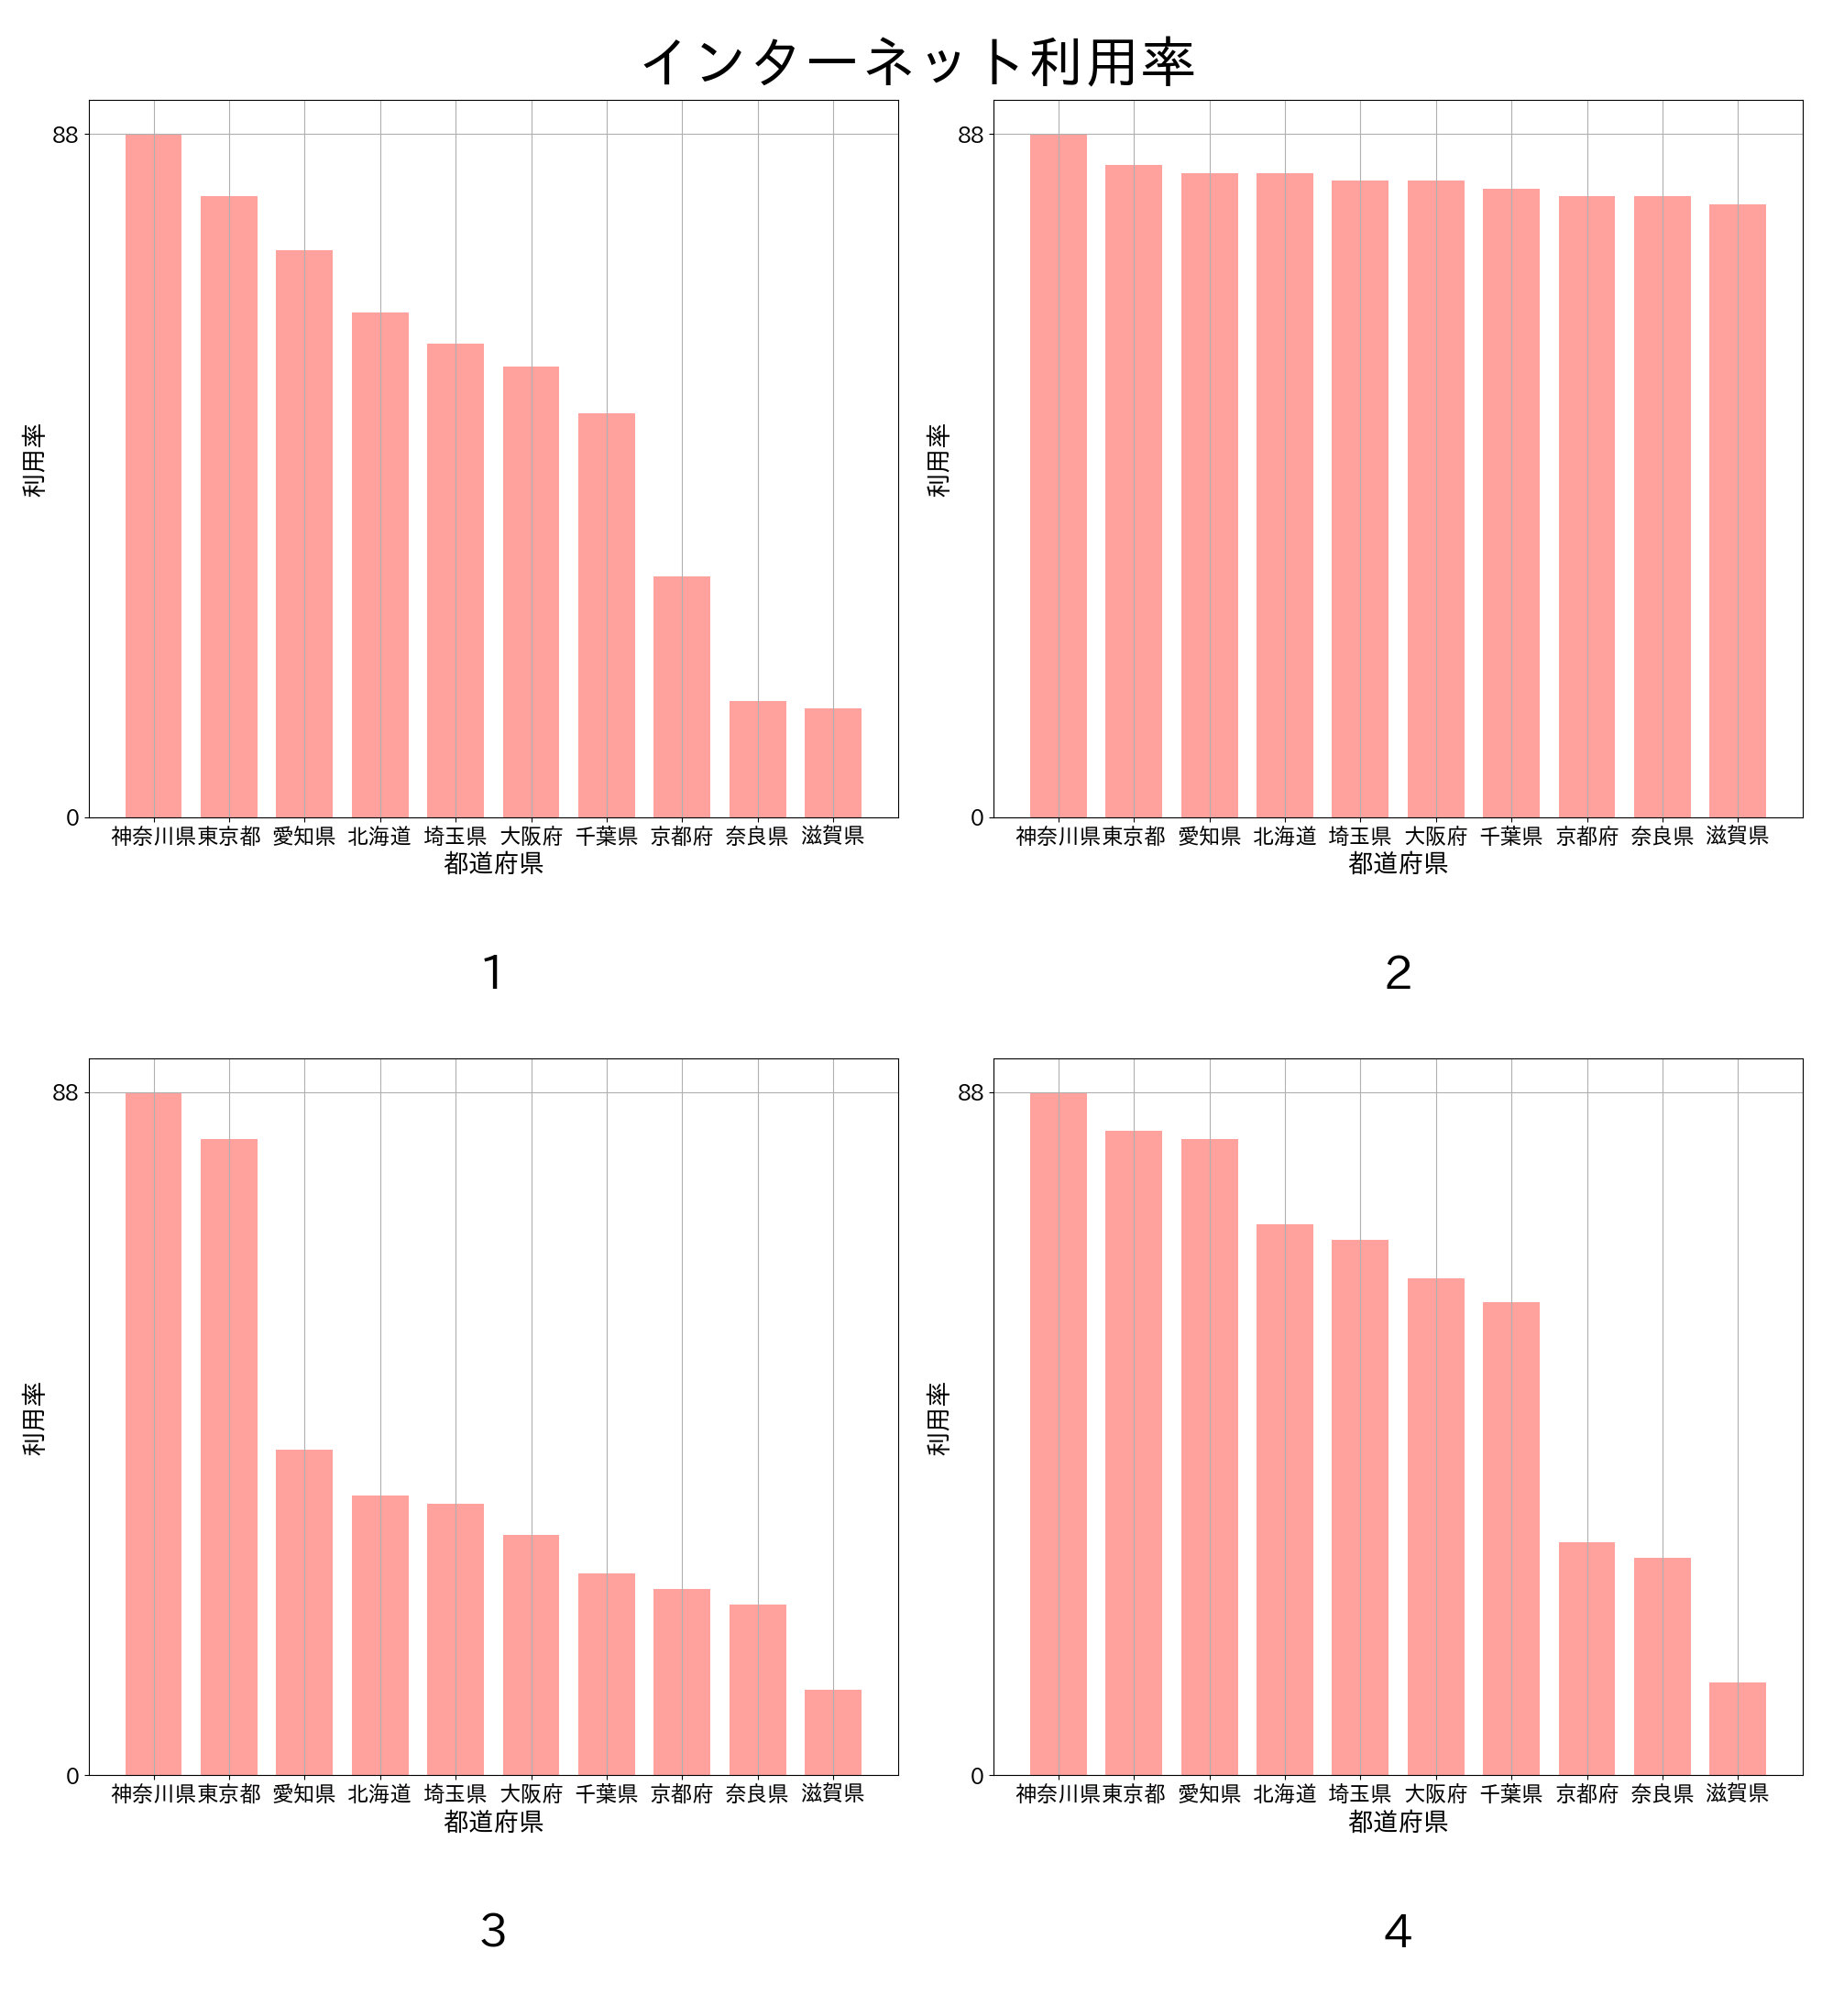 インターネット利用率
88
0
利用率
神奈川県 東京都 愛知県 北海道 埼玉県 大阪府 千葉県 京都府 奈良県 滋賀県
都道府県
1
88
0
利用率
神奈川県 東京都 愛知県 北海道 埼玉県 大阪府 千葉県 京都府 奈良県 滋賀県
都道府県
2
88
0
利用率
神奈川県 東京都 愛知県 北海道 埼玉県 大阪府 千葉県 京都府 奈良県 滋賀県
都道府県
3
88
0
利用率
神奈川県 東京都 愛知県 北海道 埼玉県 大阪府 千葉県 京都府 奈良県 滋賀県
都道府県
4